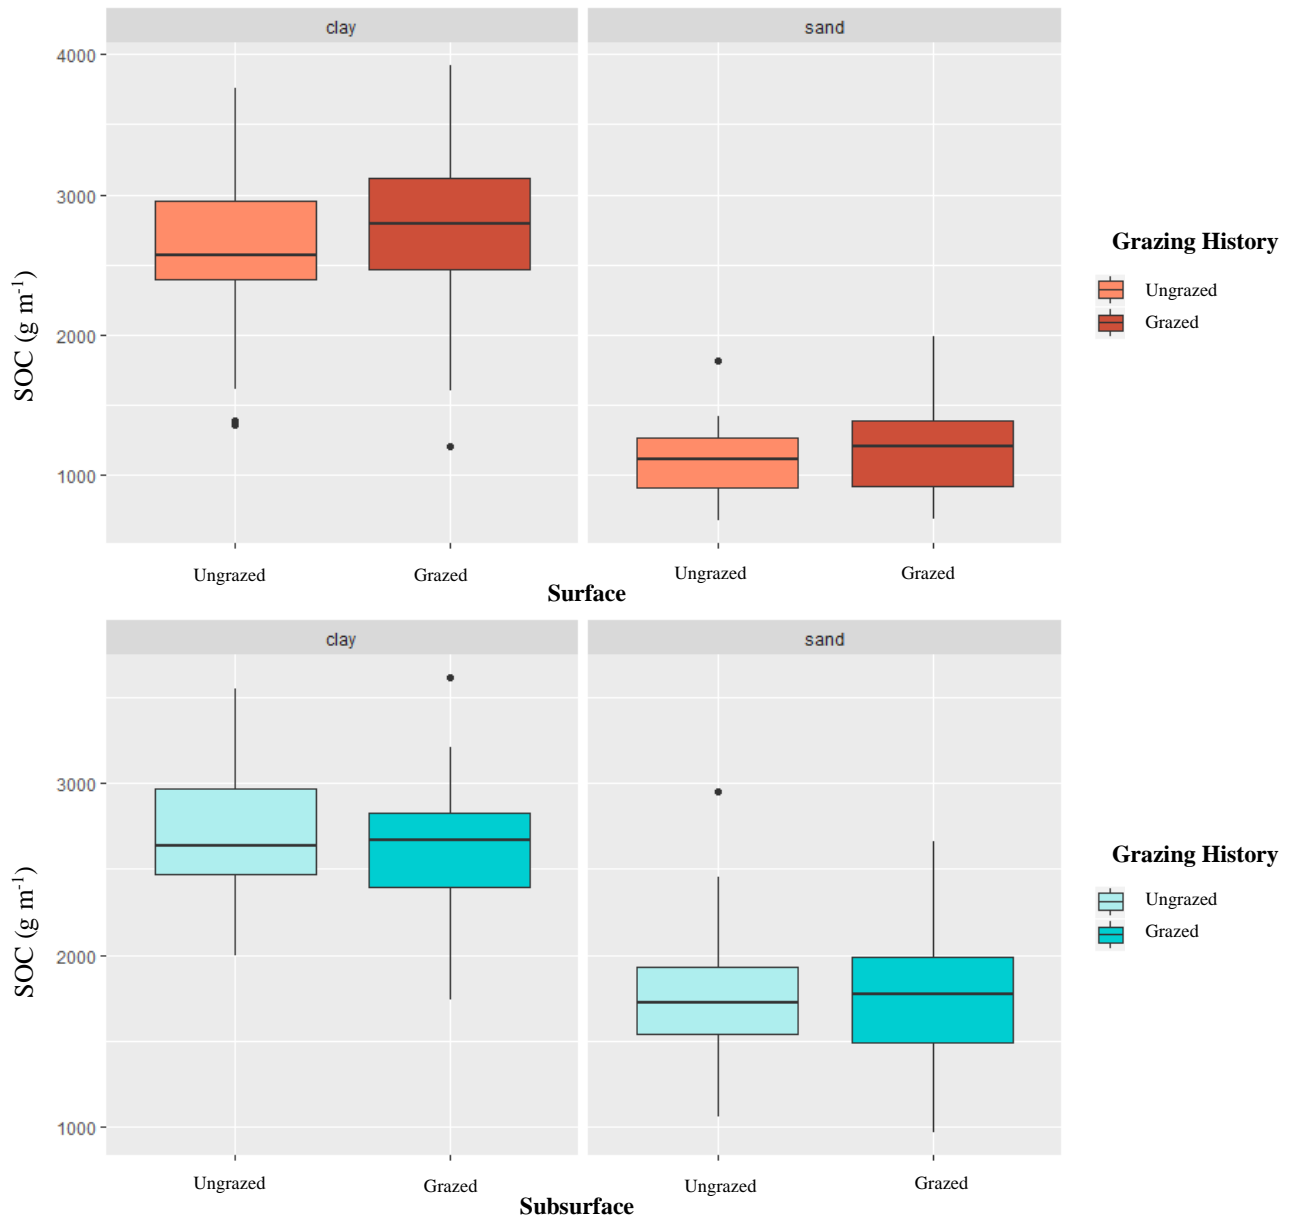 clay
sand
4000
3000
2000
1000
SOC (g m-1)
Ungrazed
Grazed
Ungrazed
Grazed
Surface
Grazing History
Ungrazed
Grazed
clay
sand
3000
2000
1000
SOC (g m-1)
Ungrazed
Grazed
Ungrazed
Grazed
Subsurface
Grazing History
Ungrazed
Grazed